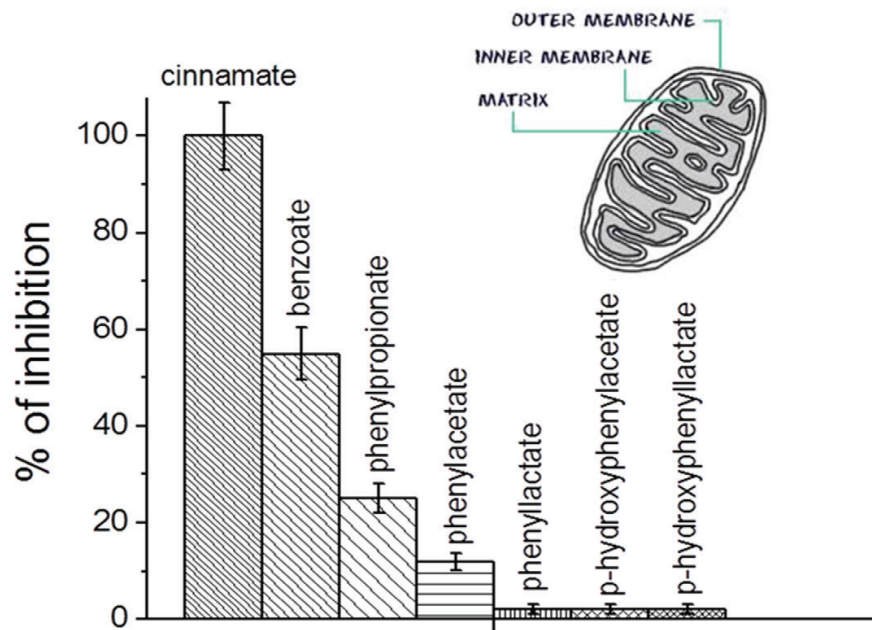 OUTER MEMBRANE
INNER MEMBRANE
MATRIX
cinnamate
benzoate
phenylpropionate
phenylacetate
phenyllactate
p-hydroxyphenylacetate
p-hydroxyphenyllactate
% of inhibition
100
80
60
40
20
0